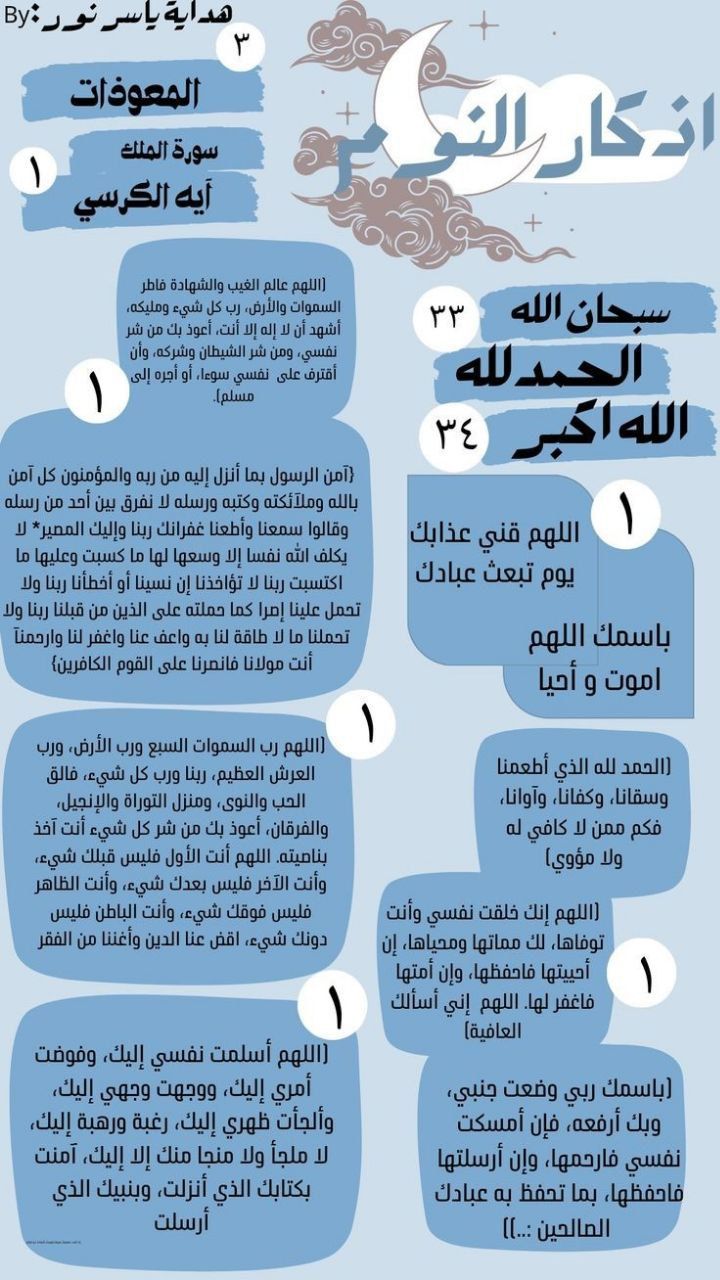 By: هداية ياسر نور
اذكار النوم
٣
المعوذات
سورة الملك
١
آيه الكرسي
سبحان الله
٣٣
الحمدلله
الله اكبر
٣٤
(اللهم عالم الغيب والشهادة فاطر
السموات والأرض، رب كل شيء ومليكه،
أشهد أن لا إله إلا أنت، أعوذ بك من شر
نفسي، ومن شر الشيطان وشركه، وأن
أقترف على نفسي سوءا، أو أجره إلى
مسلم).
١
{آمن الرسول بما أنزل إليه من ربه والمؤمنون كل آمن
بالله وملآئكته وكتبه ورسله لا نفرق بين أحد من رسله
وقالوا سمعنا وأطعنا غفرانك ربنا وإليك المصير* لا
يكلف الله نفسا إلا وسعها لها ما كسبت وعليها ما
اكتسبت ربنا لا تؤاخذنا إن نسينا أو أخطأنا ربنا ولا
تحمل علينا إصرا كما حملته على الذين من قبلنا ربنا ولا
تحملنا ما لا طاقة لنا به واعف عنا واغفر لنا وارحمنآ
أنت مولانا فانصرنا على القوم الكافرين}
١
اللهم قني عذابك
يوم تبعث عبادك
باسمك اللهم
اموت و أحيا
١
(اللهم رب السموات السبع ورب الأرض، ورب
العرش العظيم، ربنا ورب كل شيء، فالق
الحب والنوى، ومنزل التوراة والإنجيل،
والفرقان، أعوذ بك من شر كل شيء أنت آخذ
بناصيته. اللهم أنت الأول فليس قبلك شيء،
وأنت الآخر فليس بعدك شيء، وأنت الظاهر
فليس فوقك شيء، وأنت الباطن فليس
دونك شيء، اقض عنا الدين وأغننا من الفقر
(الحمد لله الذي أطعمنا
وسقانا، وكفانا، وآوانا،
فكم ممن لا كافي له
ولا مؤوي)
(اللهم إنك خلقت نفسي وأنت
توفاها، لك مماتها ومحياها، إن
أحييتها فاحفظها، وإن أمتها
فاغفر لها. اللهم إني أسألك
العافية)
١
١
(اللهم أسلمت نفسي إليك، وفوضت
أمري إليك، ووجهت وجهي إليك،
وألجأت ظهري إليك، رغبة ورهبة إليك،
لا ملجأ ولا منجا منك إلا إليك، آمنت
بكتابك الذي أنزلت، وبنبيك الذي
أرسلت
(باسمك ربي وضعت جنبي،
وبك أرفعه، فإن أمسكت
نفسي فارحمها، وإن أرسلتها
فاحفظها، بما تحفظ به عبادك
الصالحين :..))